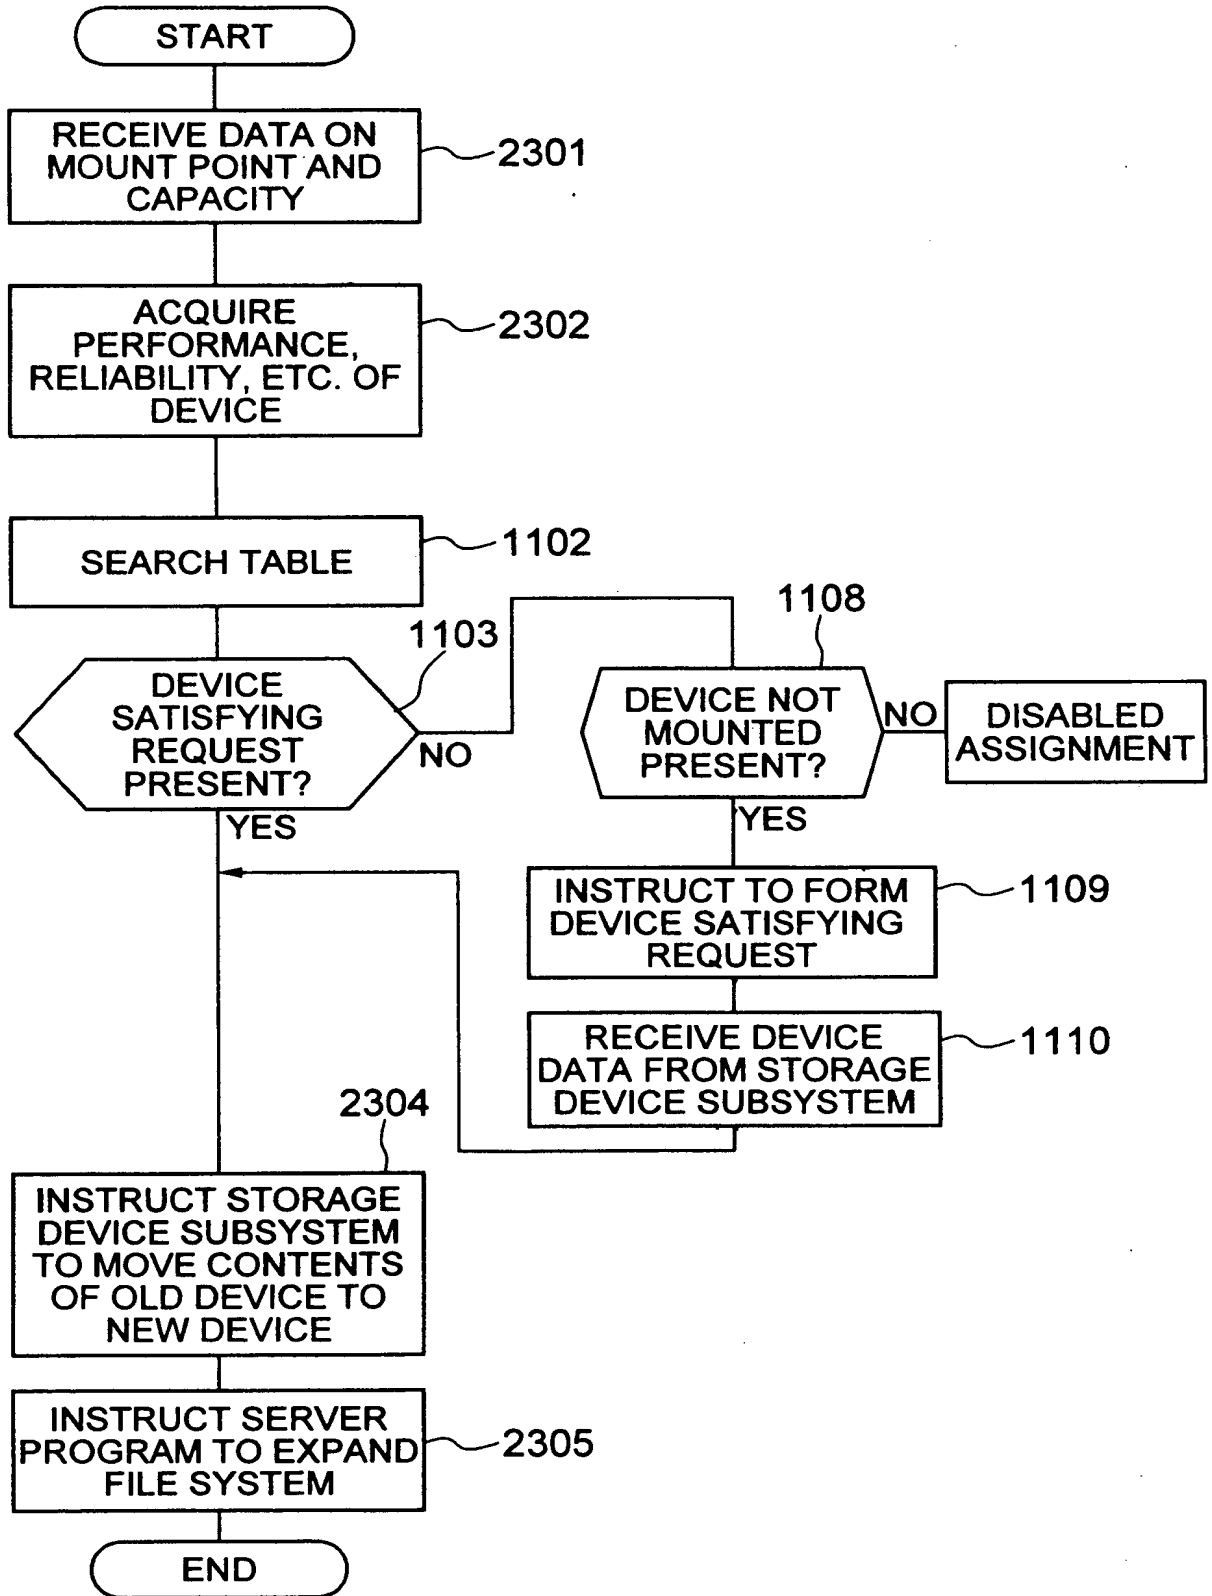 START
RECEIVE DATA ON
MOUNT POINT AND
CAPACITY
2301
ACQUIRE
PERFORMANCE,
RELIABILITY, ETC. OF
DEVICE
2302
SEARCH TABLE
1102
1103
DEVICE
SATISFYING
REQUEST
PRESENT?
NO
YES
1108
DEVICE NOT
MOUNTED
PRESENT?
NO
DISABLED
ASSIGNMENT
YES
INSTRUCT TO FORM
DEVICE SATISFYING
REQUEST
1109
RECEIVE DEVICE
DATA FROM STORAGE
DEVICE SUBSYSTEM
1110
2304
INSTRUCT STORAGE
DEVICE SUBSYSTEM
TO MOVE CONTENTS
OF OLD DEVICE TO
NEW DEVICE
INSTRUCT SERVER
PROGRAM TO EXPAND
FILE SYSTEM
2305
END